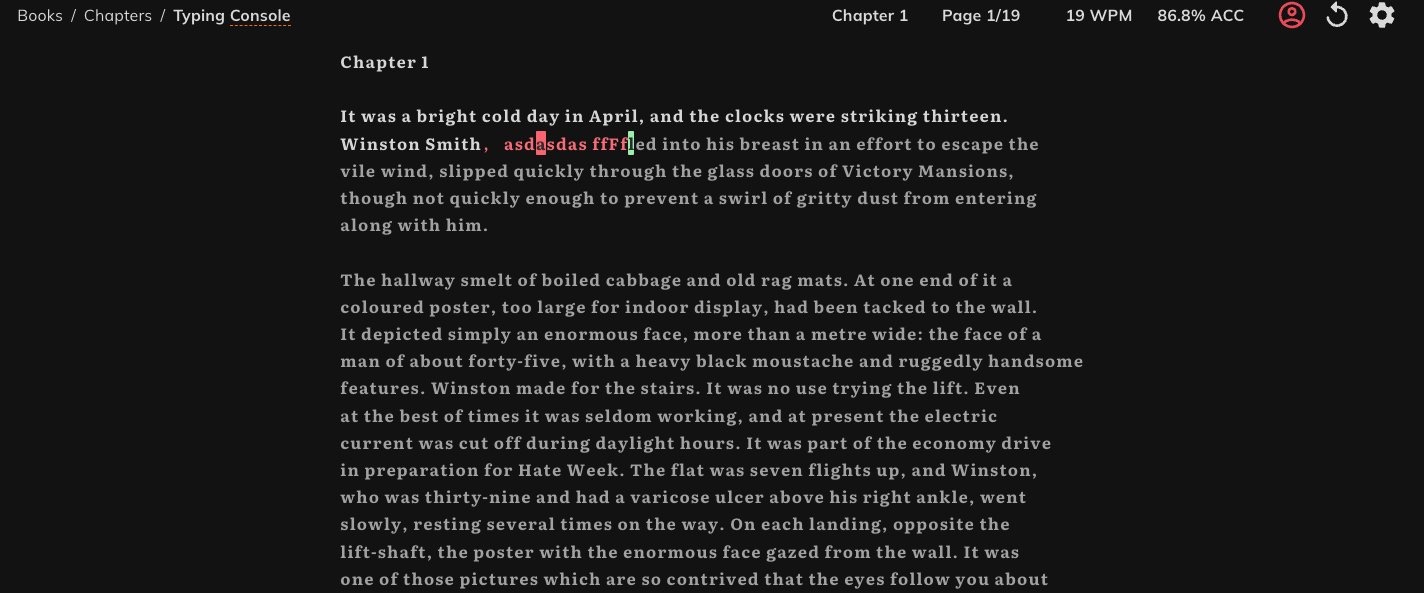 Books / Chapters / Typing Console
Chapter 1 Page 1/19 19 WPM 86.8% ACC
Chapter 1
It was a bright cold day in April, and the clocks were striking thirteen.
Winston Smith, asdasdas ffFfled into his breast in an effort to escape the
vile wind, slipped quickly through the glass doors of Victory Mansions,
though not quickly enough to prevent a swirl of gritty dust from entering
along with him.
The hallway smelt of boiled cabbage and old rag mats. At one end of it a
coloured poster, too large for indoor display, had been tacked to the wall.
It depicted simply an enormous face, more than a metre wide: the face of a
man of about forty-five, with a heavy black moustache and ruggedly handsome
features. Winston made for the stairs. It was no use trying the lift. Even
at the best of times it was seldom working, and at present the electric
current was cut off during daylight hours. It was part of the economy drive
in preparation for Hate Week. The flat was seven flights up, and Winston,
who was thirty-nine and had a varicose ulcer above his right ankle, went
slowly, resting several times on the way. On each landing, opposite the
lift-shaft, the poster with the enormous face gazed from the wall. It was
one of those pictures which are so contrived that the eyes follow you about